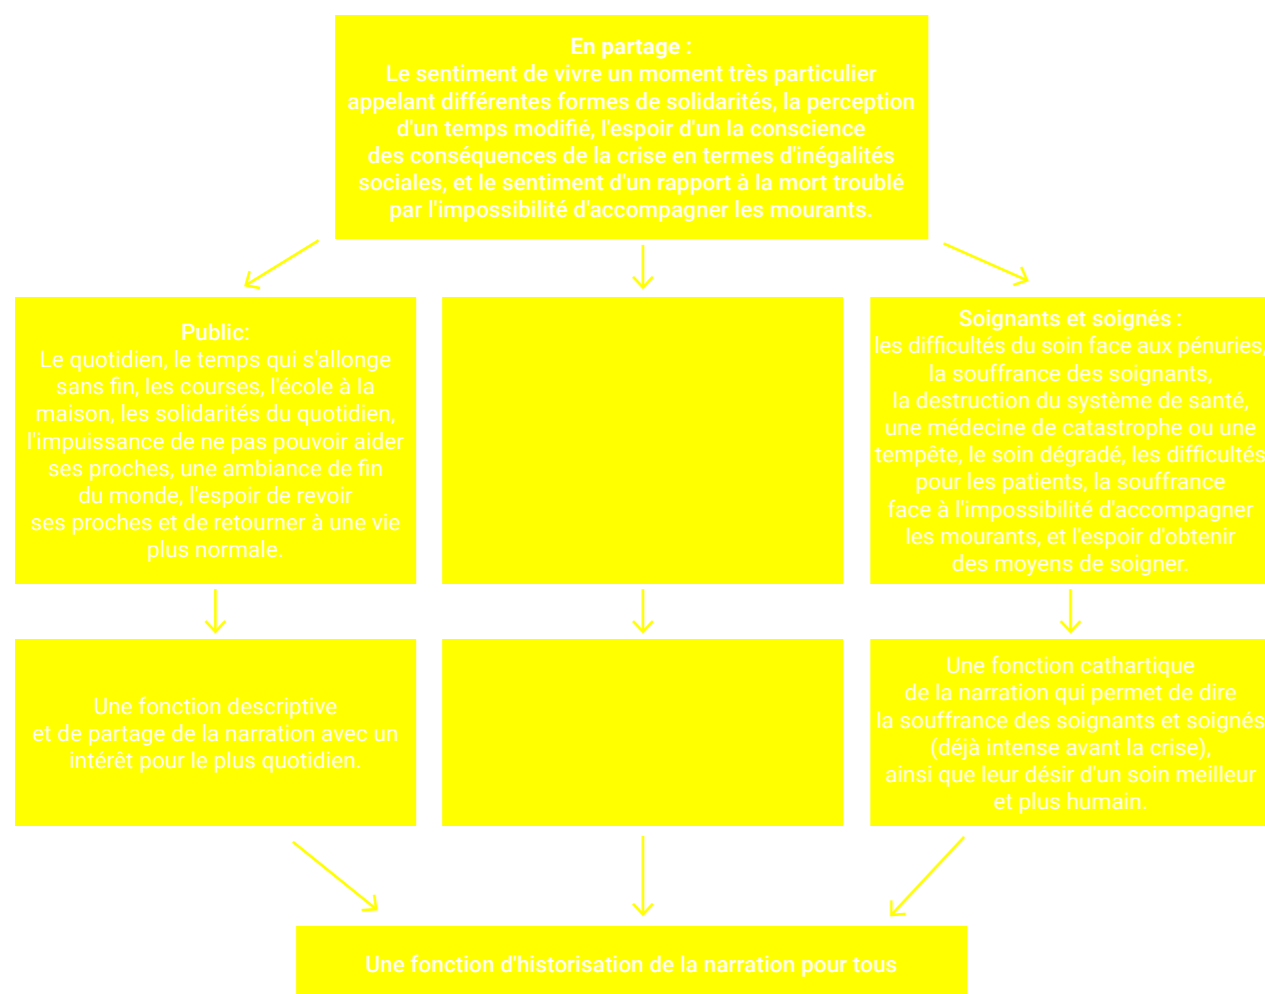 En partage :
Le sentiment de vivre un moment très particulier
appelant différentes formes de solidarités, la perception
d'un temps modifié, l'espoir d'un la conscience
des conséquences de la crise en termes d'inégalités
sociales, et le sentiment d'un rapport à la mort troublé
par l'impossibilité d'accompagner les mourants.
Public:
Le quotidien, le temps qui s'allonge
sans fin, les courses, l'école à la
maison, les solidarités du quotidien,
l'impuissance de ne pas pouvoir aider
ses proches, une ambiance de fin
du monde, l'espoir de revoir
ses proches et de retourner à une vie
plus normale.
Soignants et soignés :
les difficultés du soin face aux pénuries,
la souffrance des soignants,
la destruction du système de santé,
une médecine de catastrophe ou une
tempête, le soin dégradé, les difficultés
pour les patients, la souffrance
face à l'impossibilité d'accompagner
les mourants, et l'espoir d'obtenir
des moyens de soigner.
Une fonction descriptive
et de partage de la narration avec un
intérêt pour le plus quotidien.
Une fonction cathartique
de la narration qui permet de dire
la souffrance des soignants et soignés
(déjà intense avant la crise),
ainsi que leur désir d'un soin meilleur
et plus humain.
Une fonction d'historisation de la narration pour tous